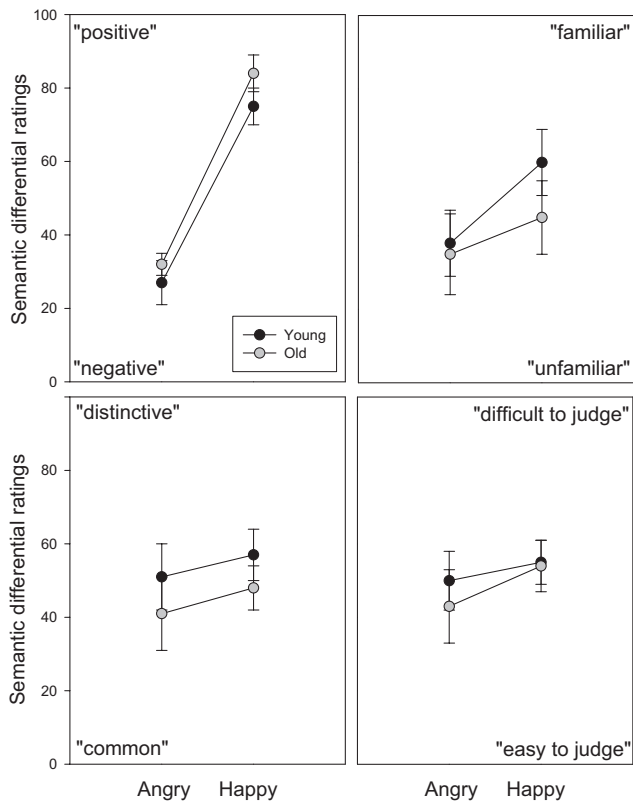 100
80
60
40
20
0
Semantic differential ratings
"positive"
"negative"
Young
Old
"familiar"
"unfamiliar"
80
60
40
20
0
Semantic differential ratings
"distinctive"
"common"
"difficult to judge"
"easy to judge"
Angry Happy
Angry Happy